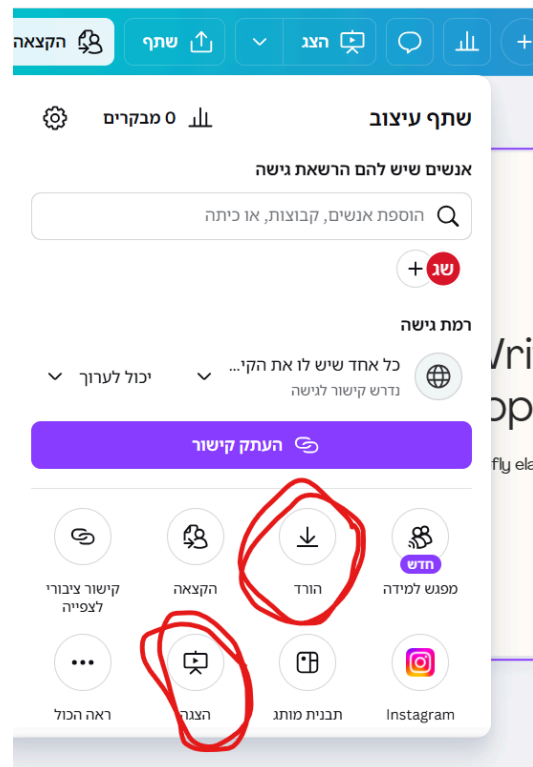 הצג שתף הקצאה
שתף עיצוב 0 מבקרים
אנשים שיש להם הרשאת גישה
הוספת אנשים, קבוצות, או כיתה
שג
רמת גישה
כל אחד שיש לו את הקי... יכול לערוך
נדרש קישור לגישה
העתק קישור
חדש
מפגש למידה הורד הקצאה קישור ציבורי
לצפייה
Instagram תבנית מותג הצגה ראה הכול